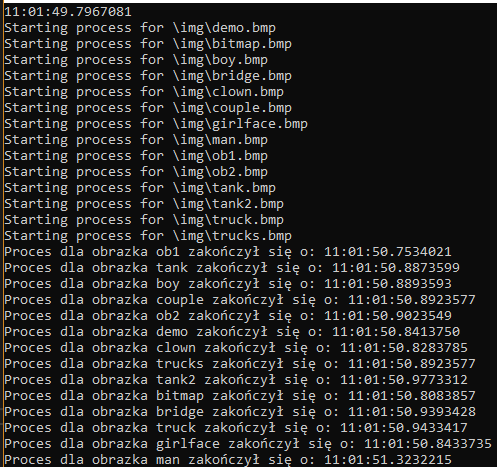 11:01:49.7967081
Starting process for \img\demo.bmp
Starting process for \img\bitmap.bmp
Starting process for \img\boy.bmp
Starting process for \img\bridge.bmp
Starting process for \img\clown.bmp
Starting process for \img\couple.bmp
Starting process for \img\girlface.bmp
Starting process for \img\man.bmp
Starting process for \img\ob1.bmp
Starting process for \img\ob2.bmp
Starting process for \img\tank.bmp
Starting process for \img\tank2.bmp
Starting process for \img\truck.bmp
Starting process for \img\trucks.bmp
Proces dla obrazka ob1 zakończył się o: 11:01:50.7534021
Proces dla obrazka tank zakończył się o: 11:01:50.8873599
Proces dla obrazka boy zakończył się o: 11:01:50.8893593
Proces dla obrazka couple zakończył się o: 11:01:50.8923577
Proces dla obrazka ob2 zakończył się o: 11:01:50.9023549
Proces dla obrazka demo zakończył się o: 11:01:50.8413750
Proces dla obrazka clown zakończył się o: 11:01:50.8283785
Proces dla obrazka trucks zakończył się o: 11:01:50.8923577
Proces dla obrazka tank2 zakończył się o: 11:01:50.9773312
Proces dla obrazka bitmap zakończył się o: 11:01:50.8083857
Proces dla obrazka bridge zakończył się o: 11:01:50.9393428
Proces dla obrazka truck zakończył się o: 11:01:50.9433417
Proces dla obrazka girlface zakończył się o: 11:01:50.8433735
Proces dla obrazka man zakończył się o: 11:01:51.3232215